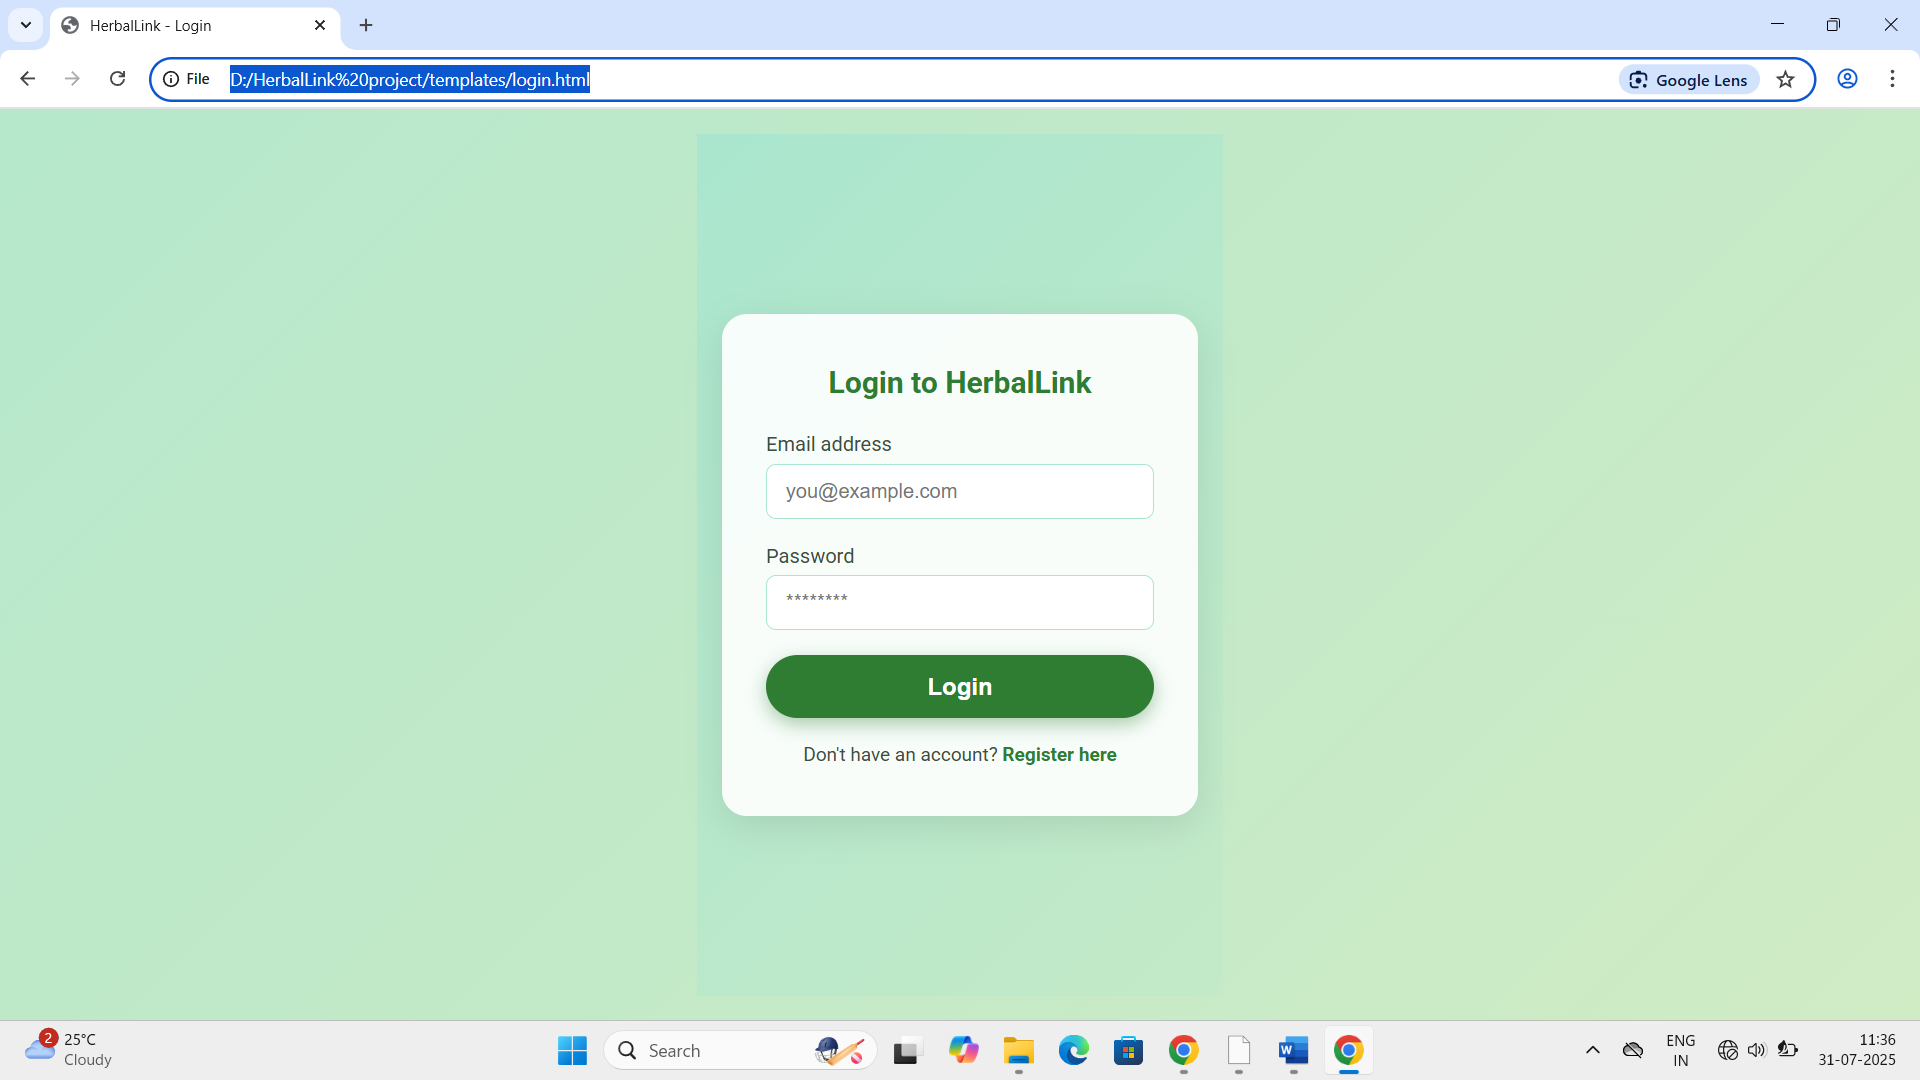 HerbalLink - Login
File
D:/HerbalLink%20project/templates/login.html
Google Lens
Login to HerbalLink
Email address
you@example.com
Password
********
Login
Don't have an account? Register here
2
25°C
Cloudy
Search
W
ENG
IN
11:36
31-07-2025